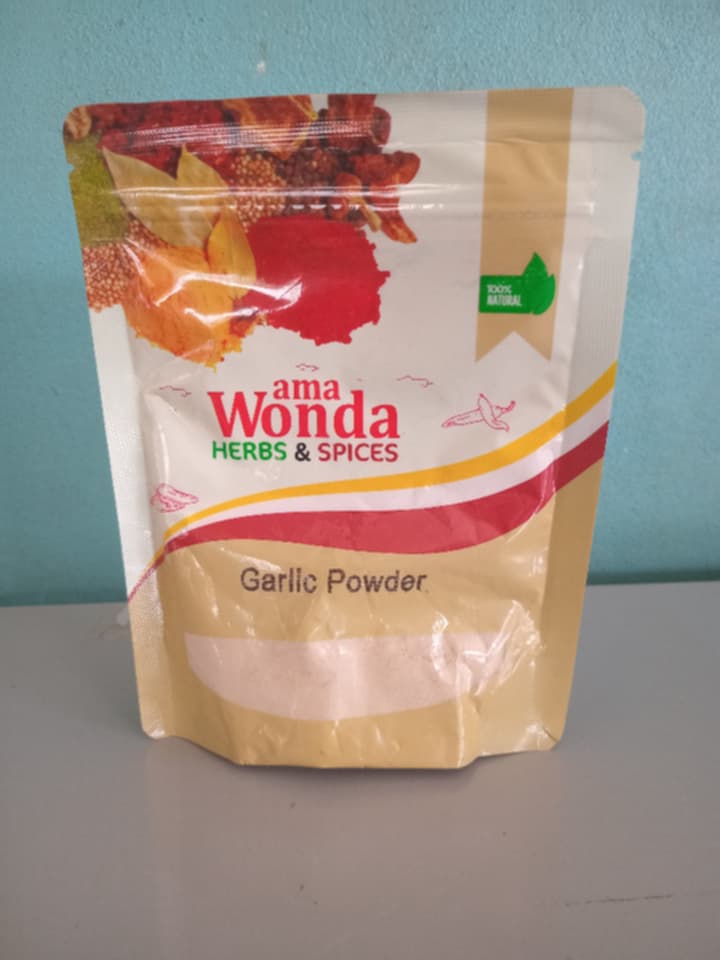 100%
NATURAL
ama
Wonda
HERBS & SPICES
Garlic Powder